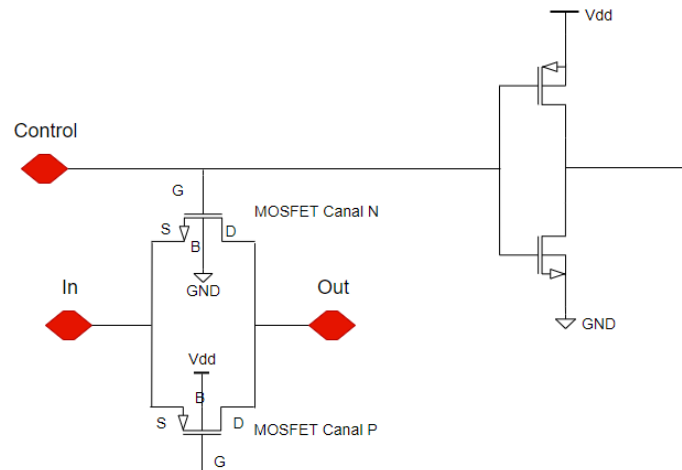 Vdd
Control
G
MOSFET Canal N
S
D
B
GND
In
Out
GND
Vdd
B
S
D
MOSFET Canal P
G